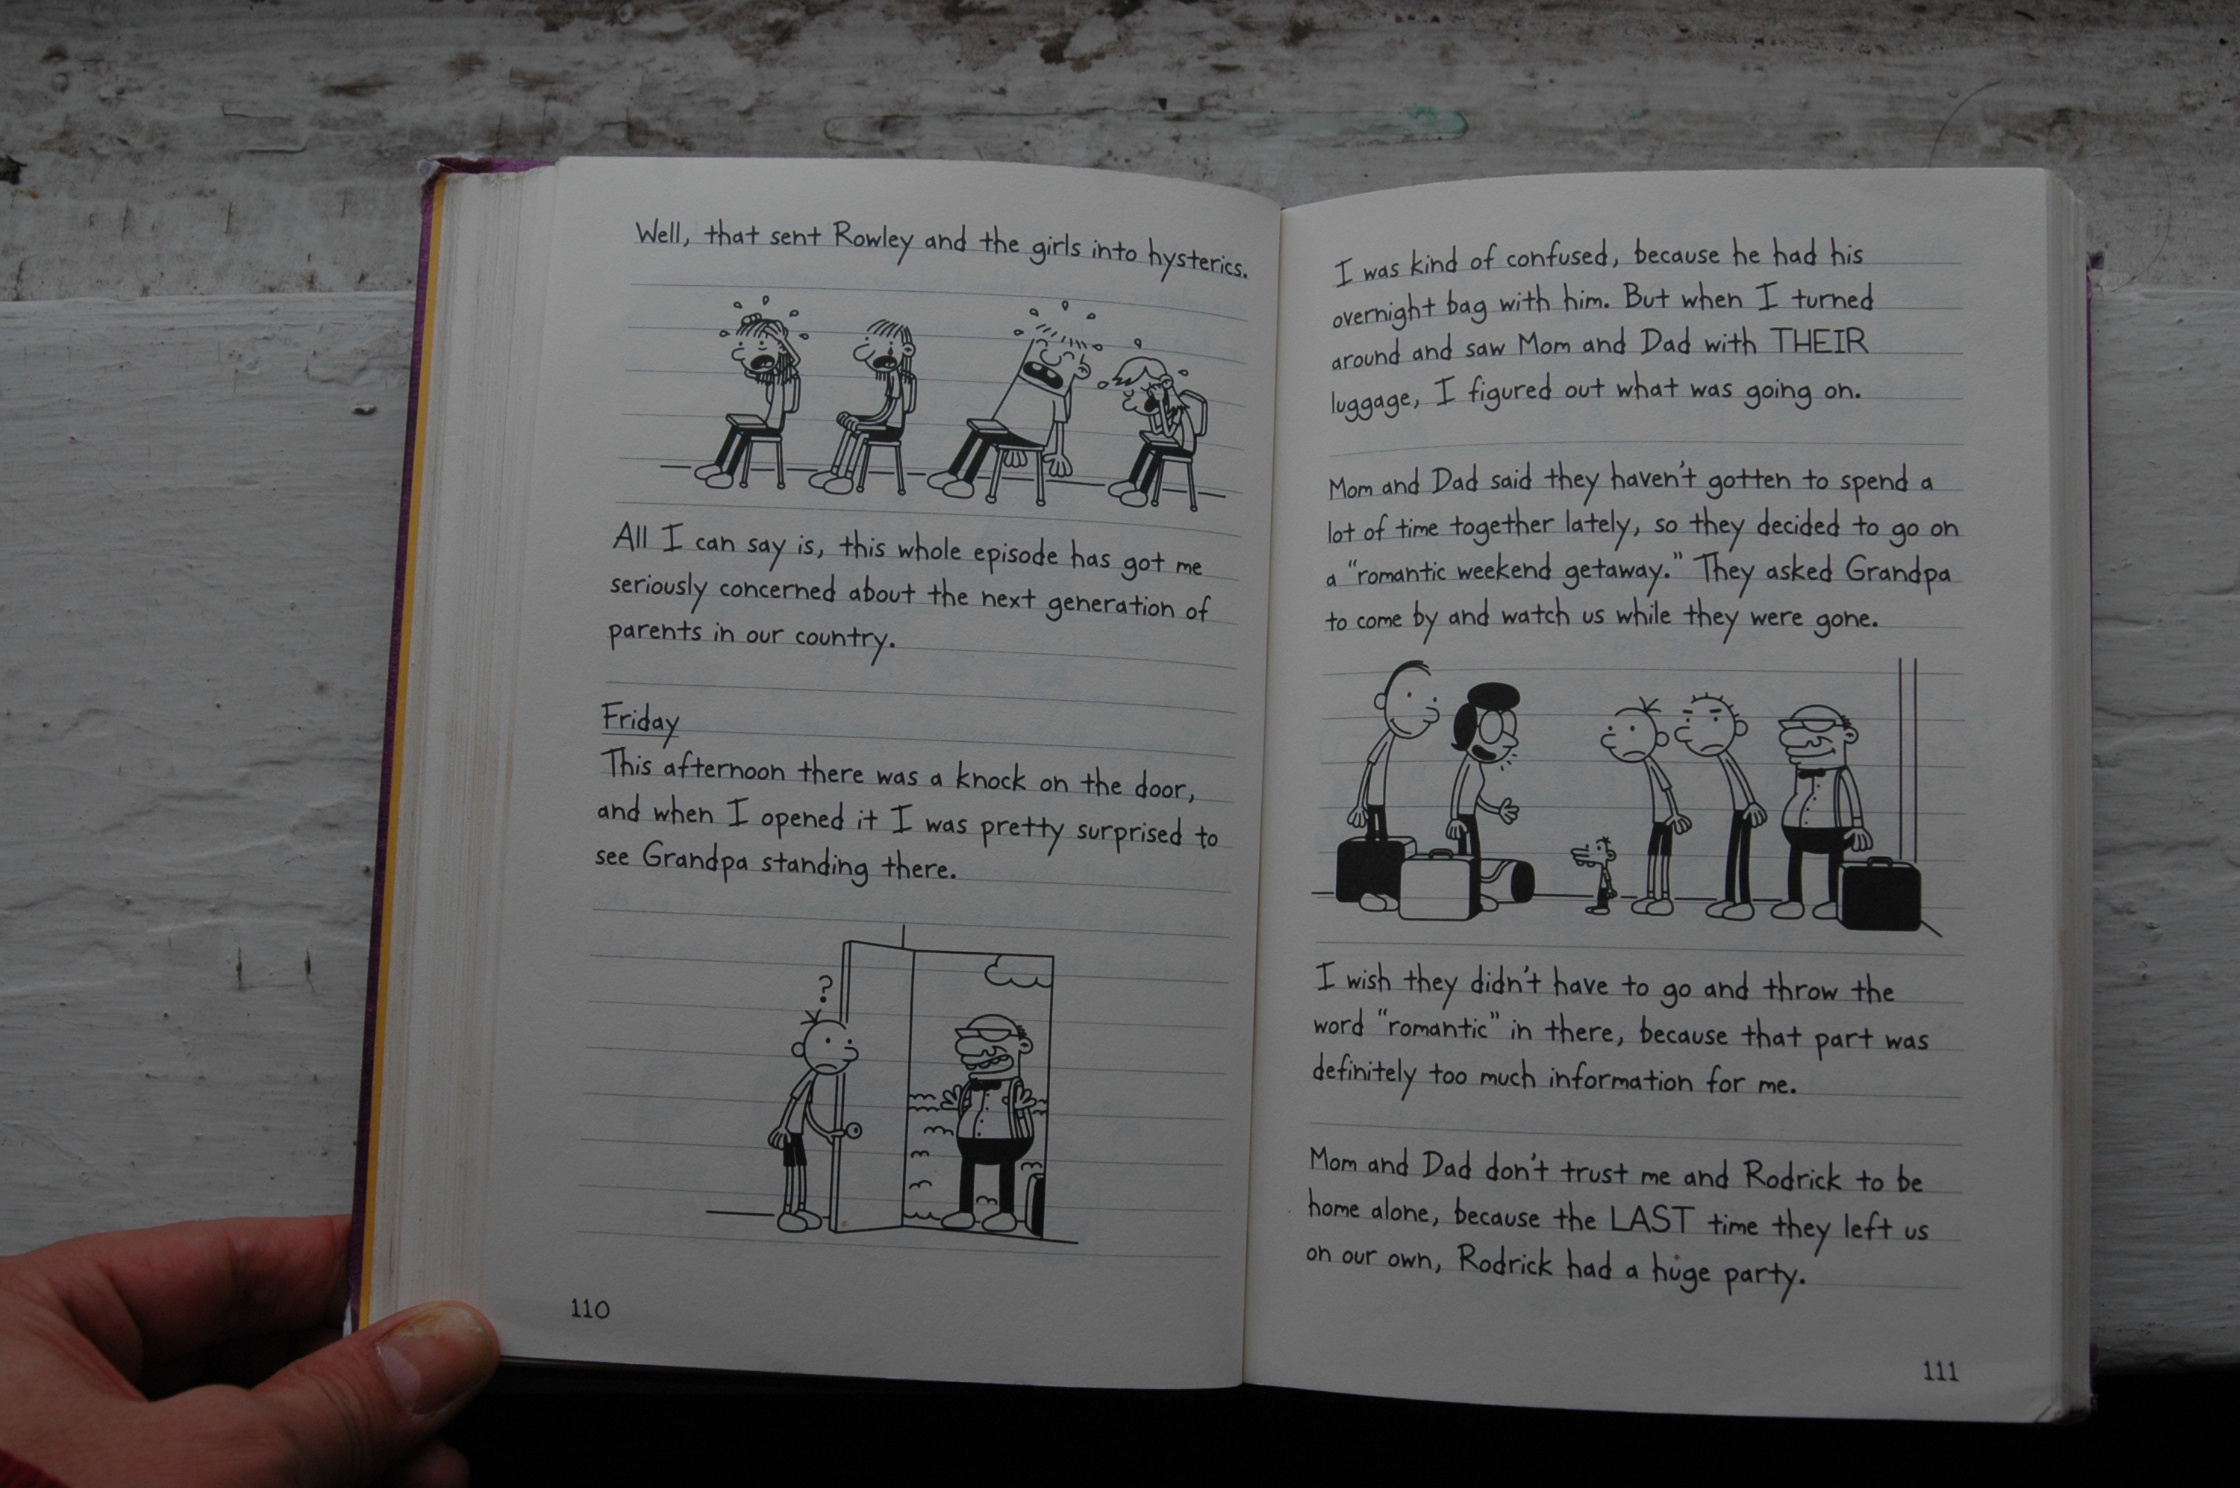 Well, that sent Rowley and the girls into hysterics.
All I can say is, this whole episode has got me
seriously concerned about the next generation of
parents in our country.
Friday
This afternoon there was a knock on the door,
and when I opened it I was pretty surprised to
see Grandpa standing there.
?
110
I was kind of confused, because he had his
overnight bag with him. But when I turned
around and saw Mom and Dad with THEIR
luggage, I figured out what was going on.
Mom and Dad said they haven't gotten to spend a
lot of time together lately, so they decided to go on
a "romantic weekend getaway." They asked Grandpa
to come by and watch us while they were gone.
I wish they didn't have to go and throw the
word "romantic" in there, because that part was
definitely too much information for me.
Mom and Dad don't trust me and Rodrick to be
home alone, because the LAST time they left us
on our own, Rodrick had a huge party.
111